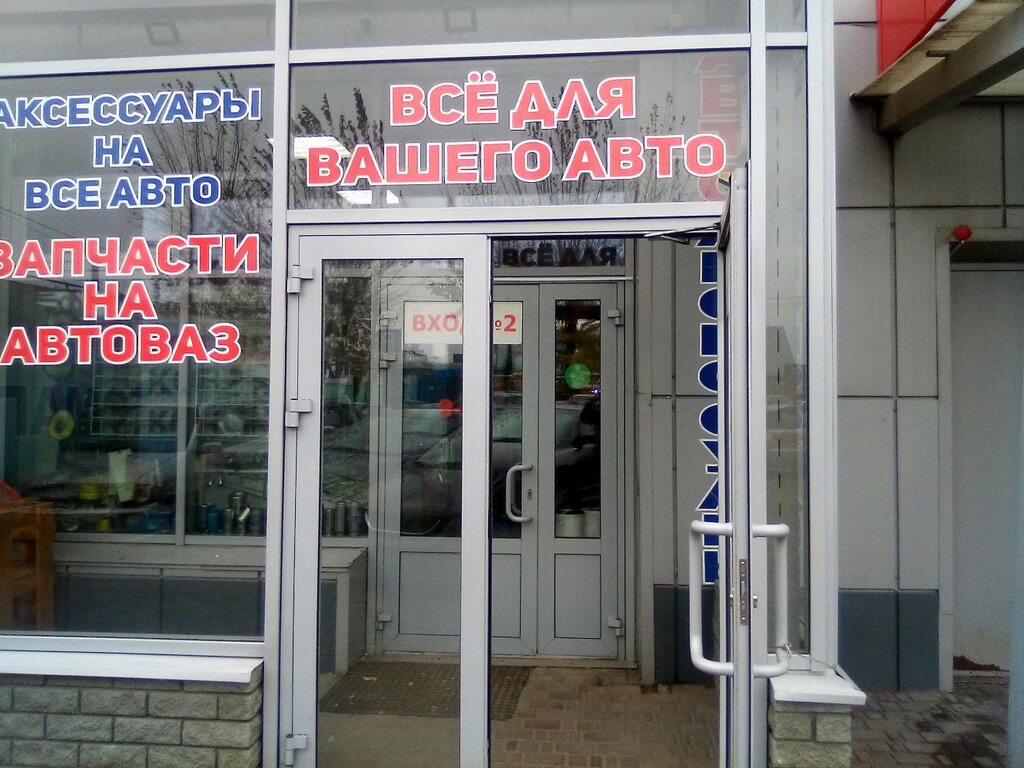 АКСЕССУАРЫ
НА
ВСЕ АВТО
ЗАПЧАСТИ
НА
АВТОВАЗ
ВСЁ ДЛЯ
ВАШЕГО АВТО
ВСЁ ДЛЯ
ВХОД №2